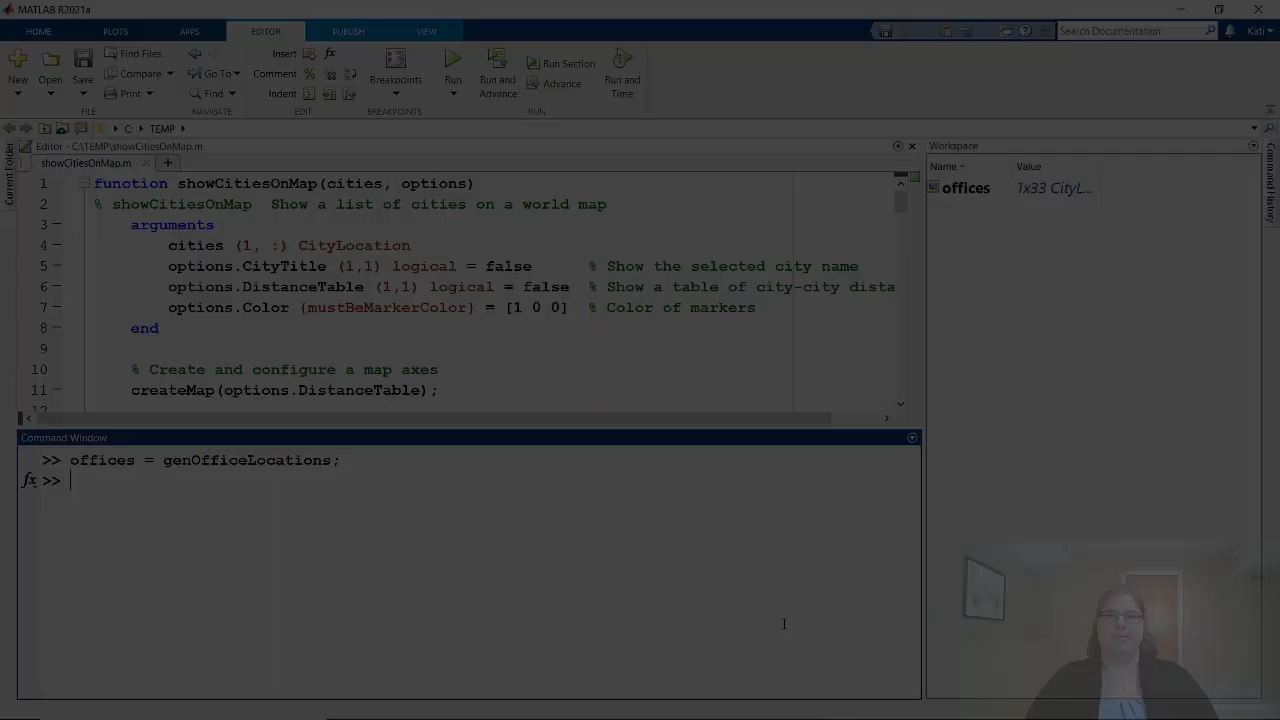 MATLAB R2021a
HOME PLOTS APPS EDITOR PUBLISH VIEW
Search Documentation
Kati
New
Open
Save
Find Files
Compare
Print
Go To
Find
Insert
Comment
Indent
Breakpoints
Run
Run and Advance
Run Section
Advance
Run and Time
FILE NAVIGATE EDIT BREAKPOINTS RUN
C: TEMP
Current Folder
Editor - C:\TEMP\showCitiesOnMap.m
showCitiesOnMap.m
1 function showCitiesOnMap(cities, options)
2 % showCitiesOnMap  Show a list of cities on a world map
3 arguments
4 cities (1, :) CityLocation
5 options.CityTitle (1,1) logical = false % Show the selected city name
6 options.DistanceTable (1,1) logical = false % Show a table of city-city dista
7 options.Color {mustBeMarkerColor} = [1 0 0] % Color of markers
8 end
9
10 % Create and configure a map axes
11 createMap(options.DistanceTable);
12
Command Window
>> offices = genOfficeLocations;
fx >>
Workspace
Name Value
offices 1x33 CityL...
Command History